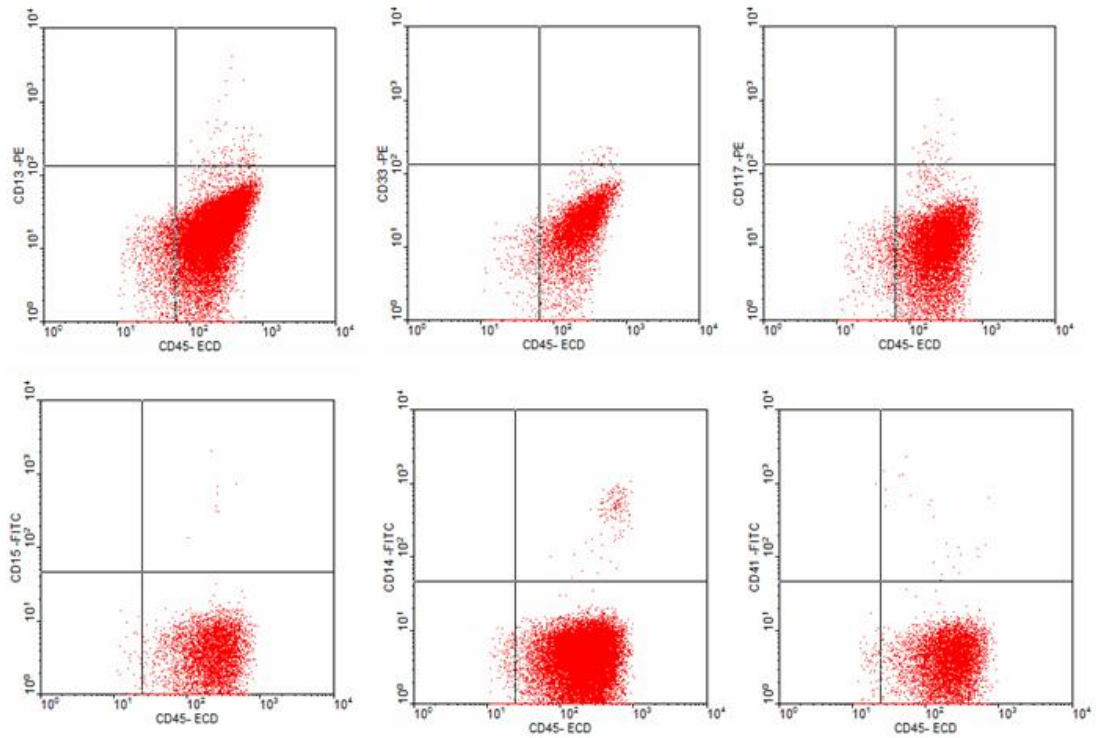 10⁴ 10⁴ 10⁴
10³ 10³ 10³
CD13 -PE CD33 -PE CD117 -PE
10² 10² 10²
10¹ 10¹ 10¹
10⁰ 10⁰ 10⁰
10⁰ 10¹ 10² 10³ 10⁴ 10⁰ 10¹ 10² 10³ 10⁴ 10⁰ 10¹ 10² 10³ 10⁴
CD45- ECD CD45- ECD CD45- ECD
10⁴ 10⁴ 10⁴
10³ 10³ 10³
CD15 -FITC CD14 -FITC CD41 -FITC
10² 10² 10²
10¹ 10¹ 10¹
10⁰ 10⁰ 10⁰
10⁰ 10¹ 10² 10³ 10⁴ 10⁰ 10¹ 10² 10³ 10⁴ 10⁰ 10¹ 10² 10³ 10⁴
CD45- ECD CD45- ECD CD45- ECD